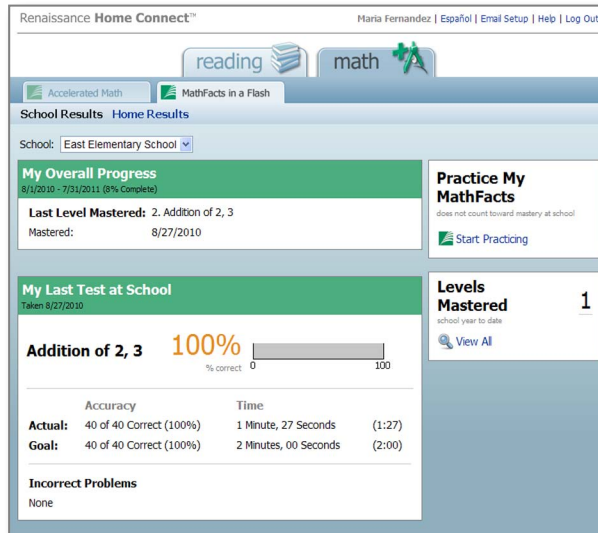 Renaissance Home Connect™
Maria Fernandez | Español | Email Setup | Help | Log Out
reading math
Accelerated Math MathFacts in a Flash
School Results Home Results
School: East Elementary School
My Overall Progress
8/1/2010 - 7/31/2011 (8% Complete)
Last Level Mastered: 2. Addition of 2, 3
Mastered: 8/27/2010
Practice My
MathFacts
does not count toward mastery at school
Start Practicing
My Last Test at School
Taken 8/27/2010
Addition of 2, 3 100%
% correct 0 100
Accuracy Time
Actual: 40 of 40 Correct (100%) 1 Minute, 27 Seconds (1:27)
Goal: 40 of 40 Correct (100%) 2 Minutes, 00 Seconds (2:00)
Incorrect Problems
None
Levels
Mastered 1
school year to date
View All